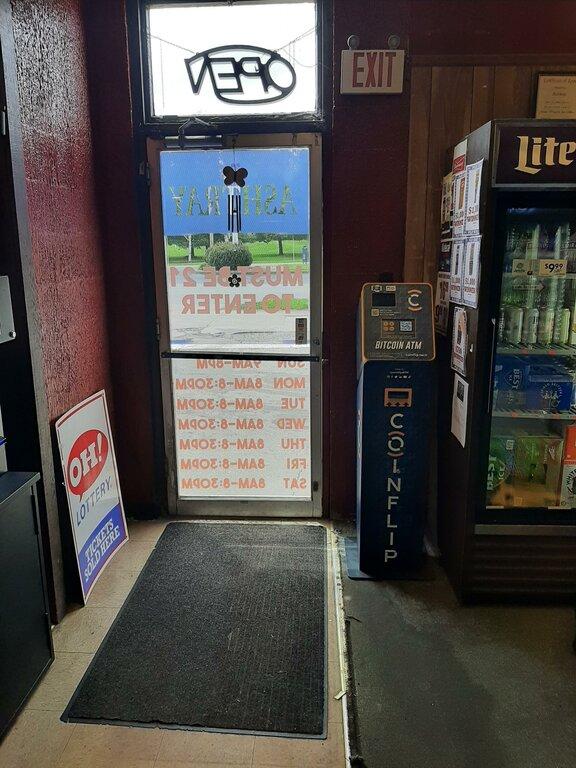 OPEN
EXIT
ASHTRAY
MUST BE 21
TO ENTER
SUN 9AM-8PM
MON 8AM-8:30PM
TUE 8AM-8:30PM
WED 8AM-8:30PM
THU 8AM-8:30PM
FRI 8AM-8:30PM
SAT 8AM-8:30PM
OH!
LOTTERY
TICKETS
SOLD HERE
BITCOIN ATM
COINFLIP
Lite
$9.99
BEST